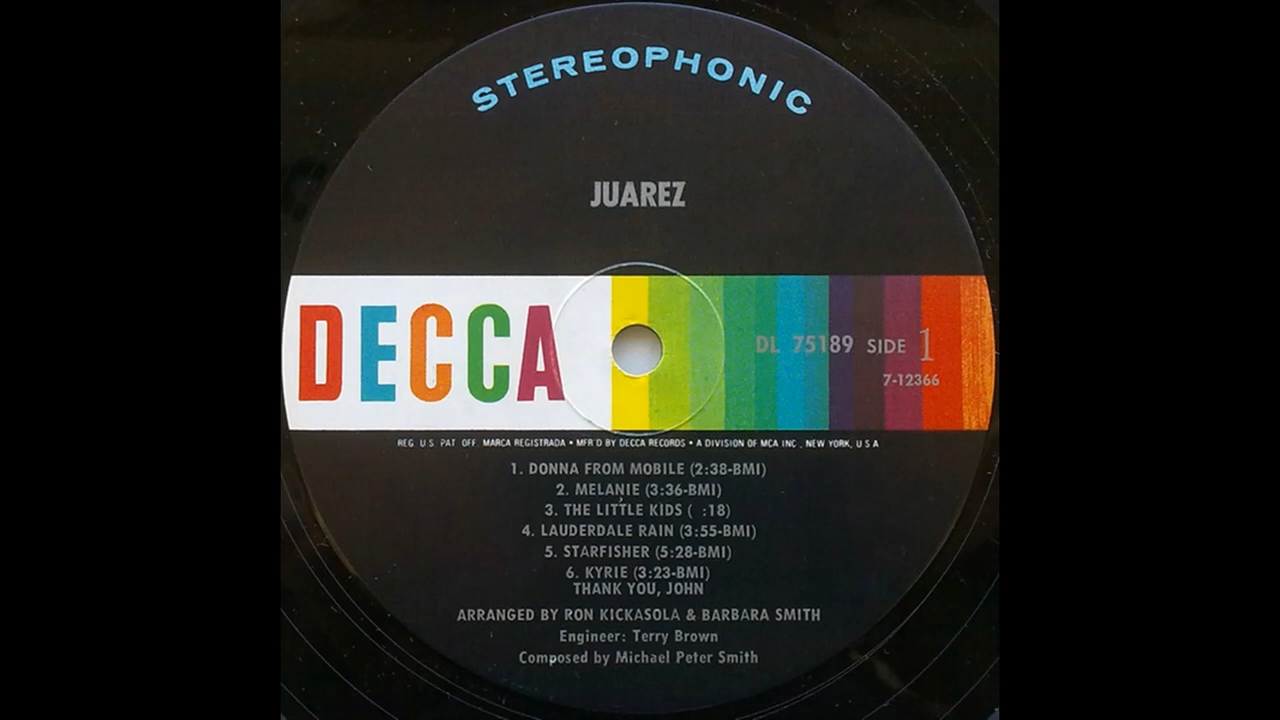 STEREOPHONIC
JUAREZ
DECCA
DL 75189 SIDE 1
7-12366
REG. U.S. PAT. OFF. MARCA REGISTRADA • MFR'D BY DECCA RECORDS • A DIVISION OF MCA INC., NEW YORK, U.S.A
1. DONNA FROM MOBILE (2:38-BMI)
2. MELANIE (3:36-BMI)
3. THE LITTLE KIDS ( :18)
4. LAUDERDALE RAIN (3:55-BMI)
5. STARFISHER (5:28-BMI)
6. KYRIE (3:23-BMI)
THANK YOU, JOHN
ARRANGED BY RON KICKASOLA & BARBARA SMITH
Engineer: Terry Brown
Composed by Michael Peter Smith